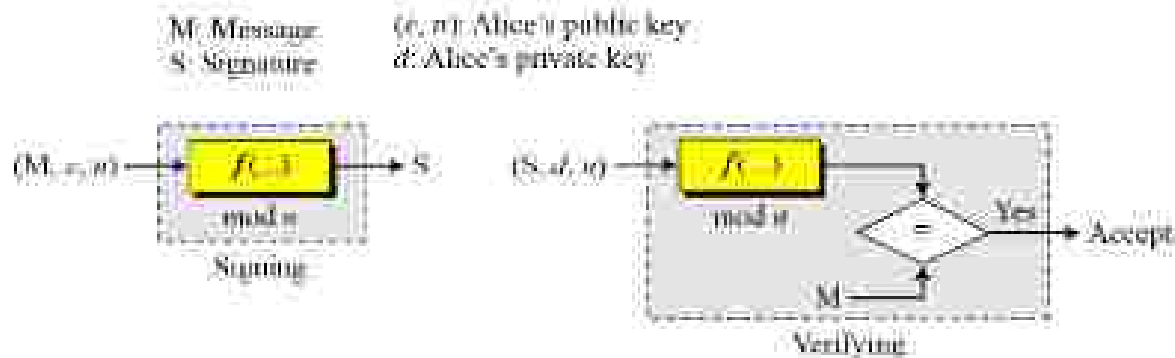 M: Message
(e, n): Alice's public key
S: Signature
d: Alice's private key
(M, e, n)
f(...)
S
mod n
Signing
(S, d, n)
f(...)
mod n
=
Yes
Accept
M
Verifying